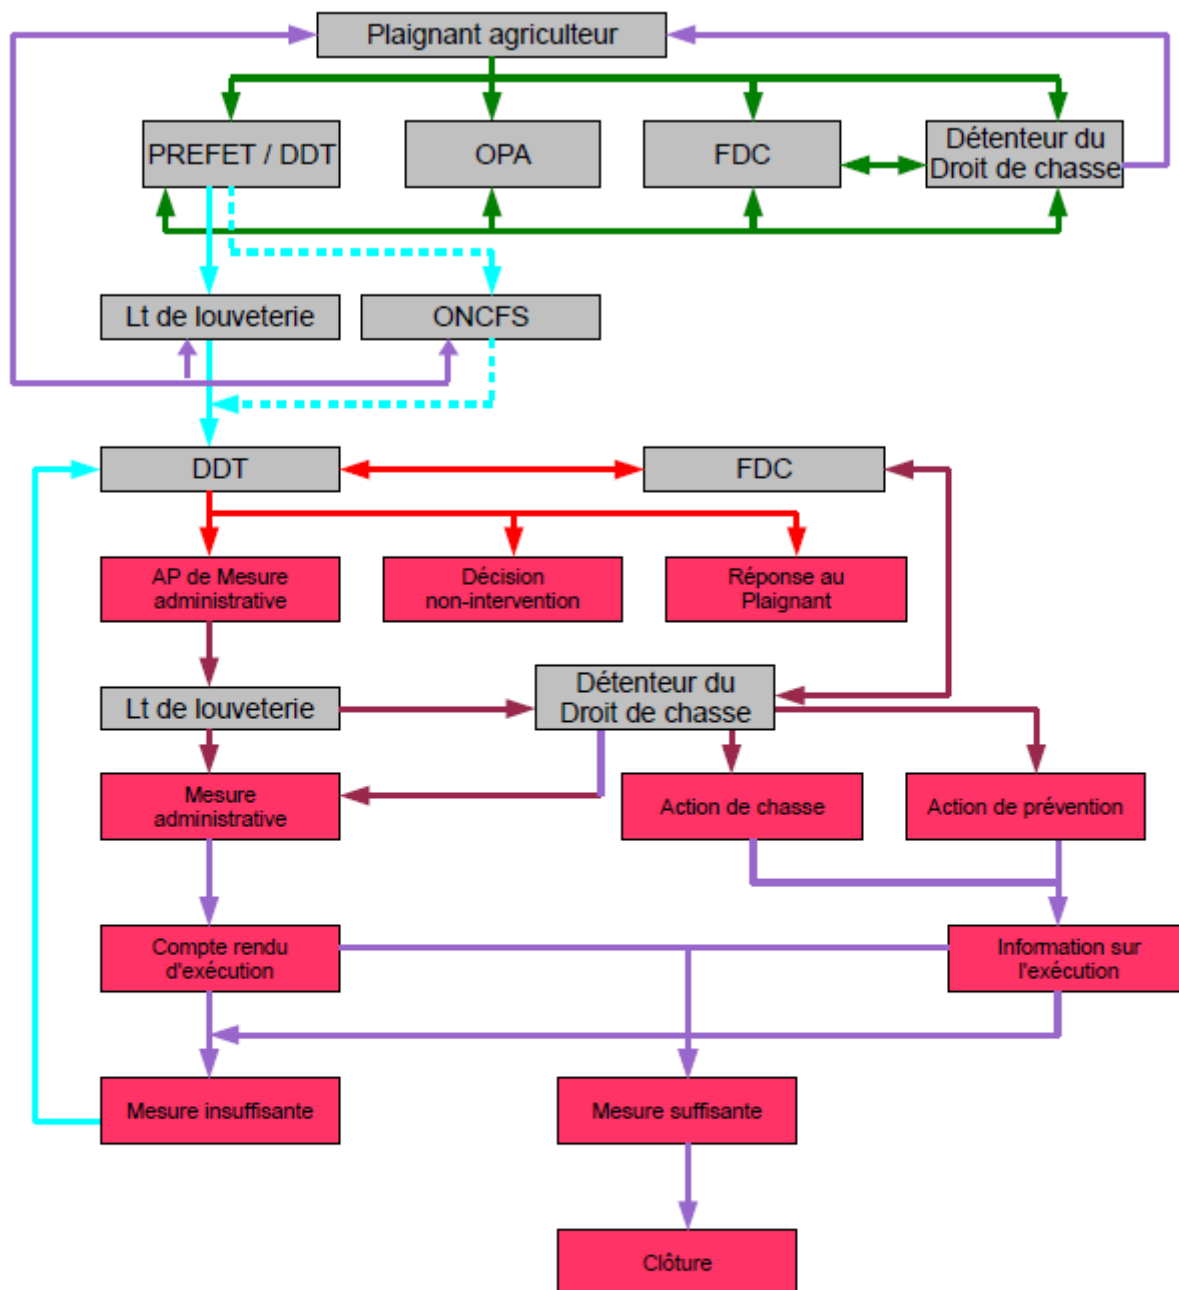 Plaignant agriculteur
PREFET / DDT
OPA
FDC
Détenteur du
Droit de chasse
Lt de louveterie
ONCFS
DDT
FDC
AP de Mesure
administrative
Décision
non-intervention
Réponse au
Plaignant
Lt de louveterie
Détenteur du
Droit de chasse
Mesure
administrative
Action de chasse
Action de prévention
Compte rendu
d'exécution
Information sur
l'exécution
Mesure insuffisante
Mesure suffisante
Clôture